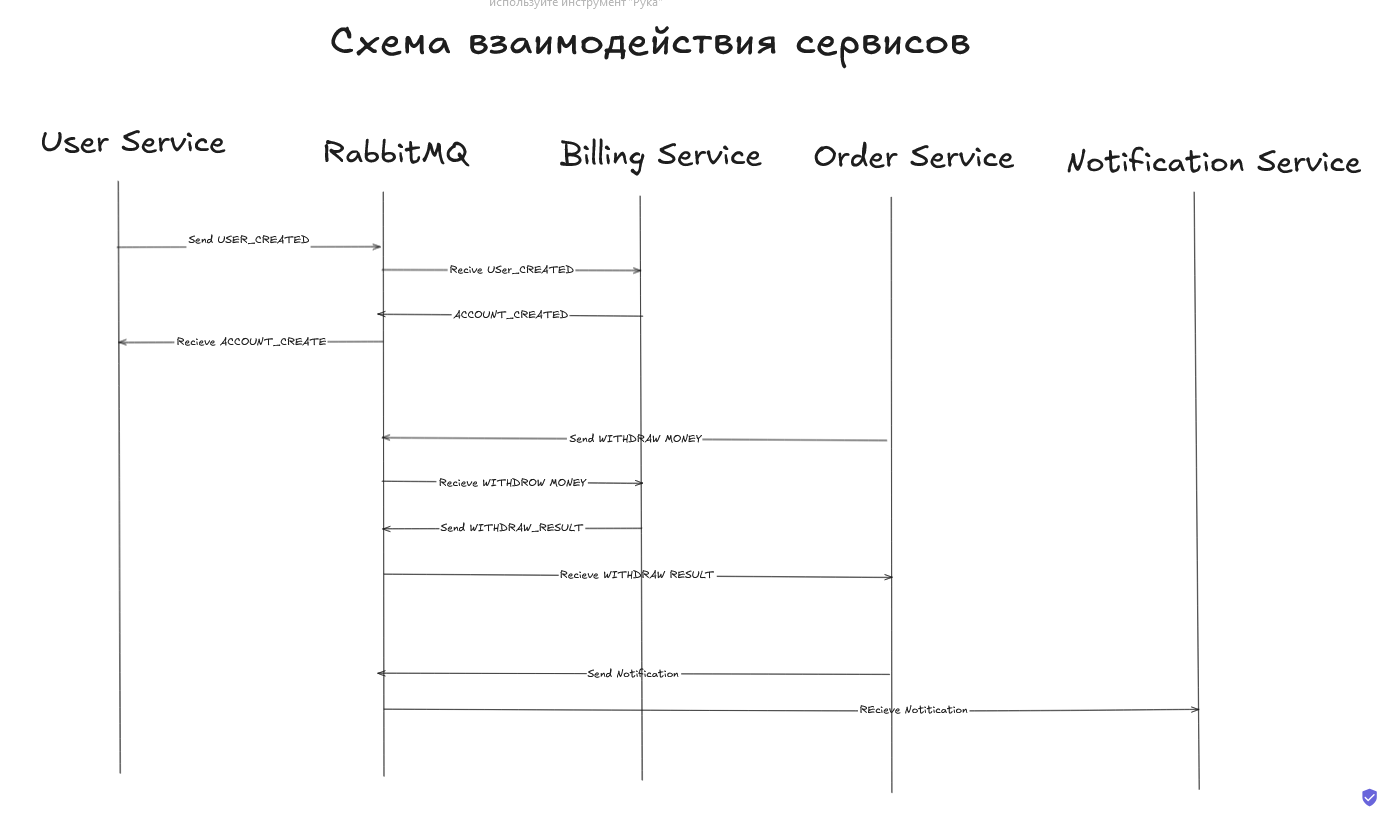 используйте инструмент "Рука"
Схема взаимодействия сервисов
User Service
RabbitMQ
Billing Service
Order Service
Notification Service
Send USER_CREATED
Recive USer_CREATED
ACCOUNT_CREATED
Recieve ACCOUNT_CREATE
Send WITHDRAW MONEY
Recieve WITHDROW MONEY
Send WITHDRAW_RESULT
Recieve WITHDRAW RESULT
Send Notification
REcieve Notitication